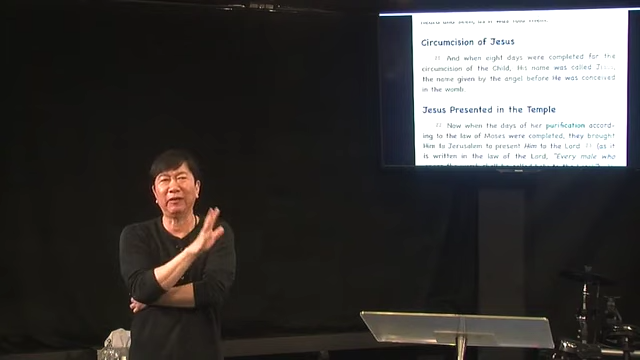 heard and seen, as it was told them.
Circumcision of Jesus
21 And when eight days were completed for the
circumcision of the Child, His name was called Jesus,
the name given by the angel before He was conceived
in the womb.
Jesus Presented in the Temple
22 Now when the days of her purification accord-
ing to the law of Moses were completed, they brought
Him to Jerusalem to present Him to the Lord 23 (as it
is written in the law of the Lord, "Every male who